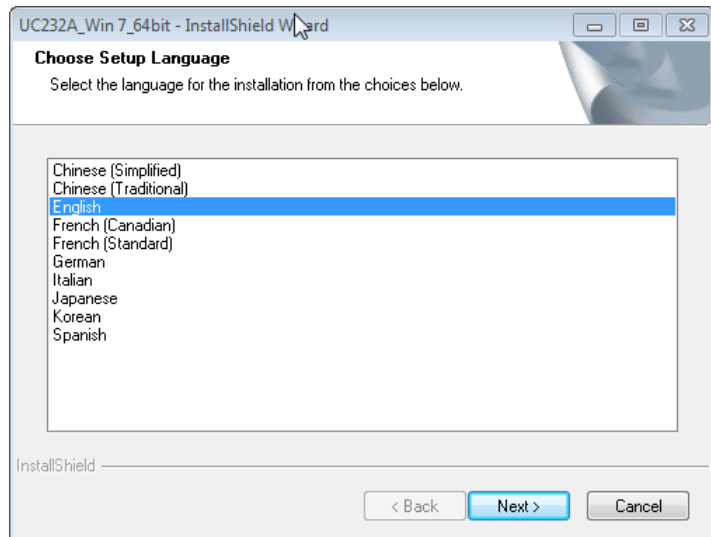 UC232A_Win 7_64bit - InstallShield Wizard
Choose Setup Language
Select the language for the installation from the choices below.
Chinese (Simplified)
Chinese (Traditional)
English
French (Canadian)
French (Standard)
German
Italian
Japanese
Korean
Spanish
InstallShield
< Back Next > Cancel